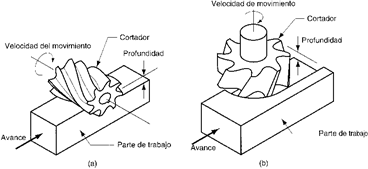 Velocidad del movimiento
Cortador
Profundidad
Avance
Parte de trabajo
(a)
Velocidad de movimiento
Cortador
Profundidad
Avance
Parte de trabajo
(b)